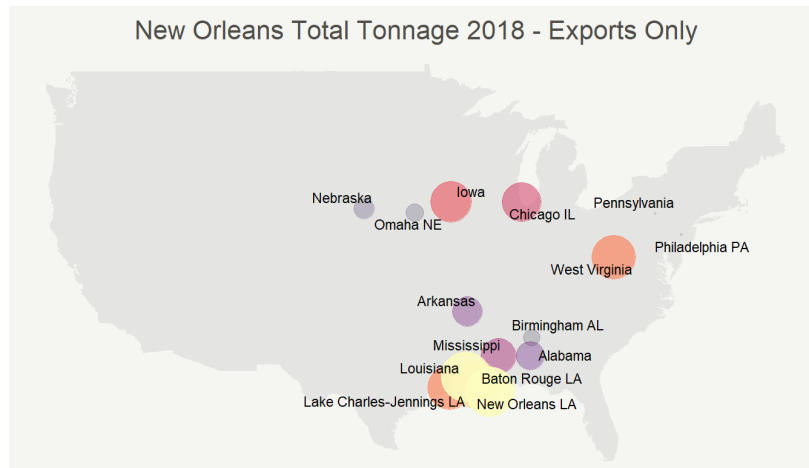 New Orleans Total Tonnage 2018 - Exports Only
Iowa
Nebraska
Pennsylvania
Chicago IL
Omaha NE
Philadelphia PA
West Virginia
Arkansas
Birmingham AL
Mississippi
Alabama
Louisiana
Baton Rouge LA
Lake Charles-Jennings LA
New Orleans LA